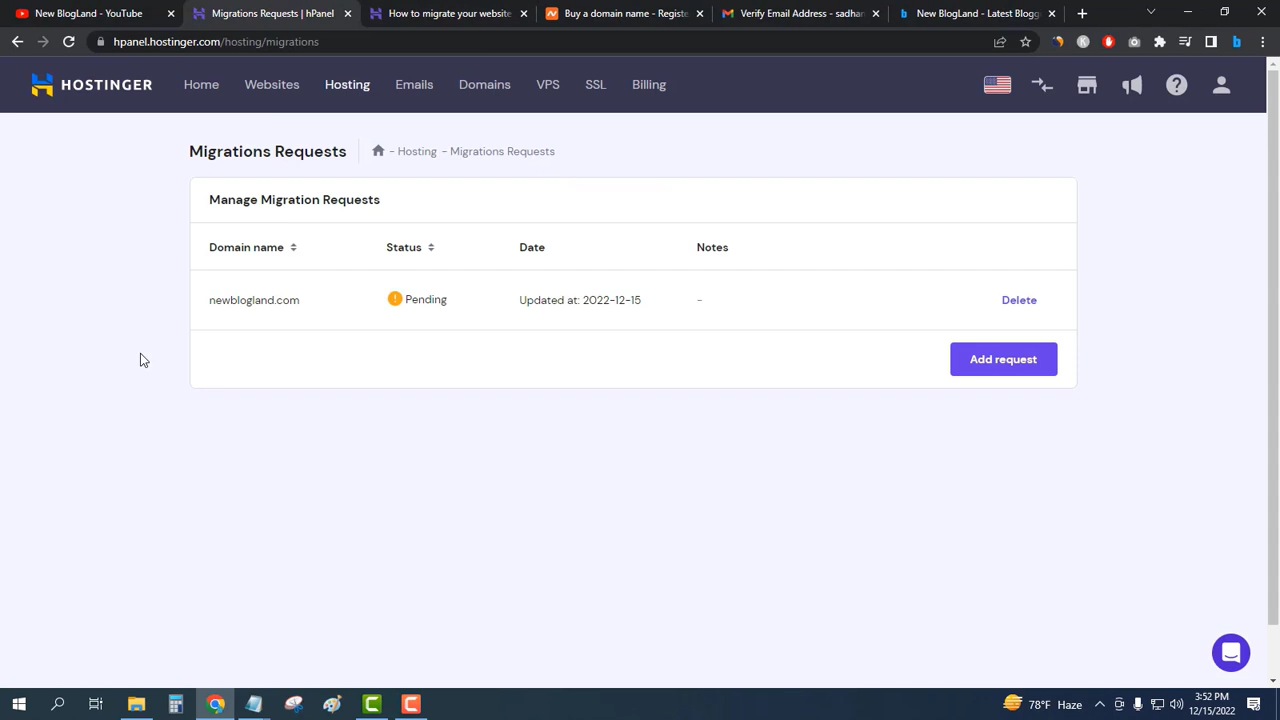 New BlogLand - YouTube
Migrations Requests | hPanel
How to migrate your website
Buy a domain name - Registe
Verify Email Address - sadhan
New BlogLand - Latest Blogg
hpanel.hostinger.com/hosting/migrations
HOSTINGER Home Websites Hosting Emails Domains VPS SSL Billing
Migrations Requests - Hosting - Migrations Requests
Manage Migration Requests
Domain name Status Date Notes
newblogland.com Pending Updated at: 2022-12-15 - Delete
Add request
78°F Haze
3:52 PM
12/15/2022